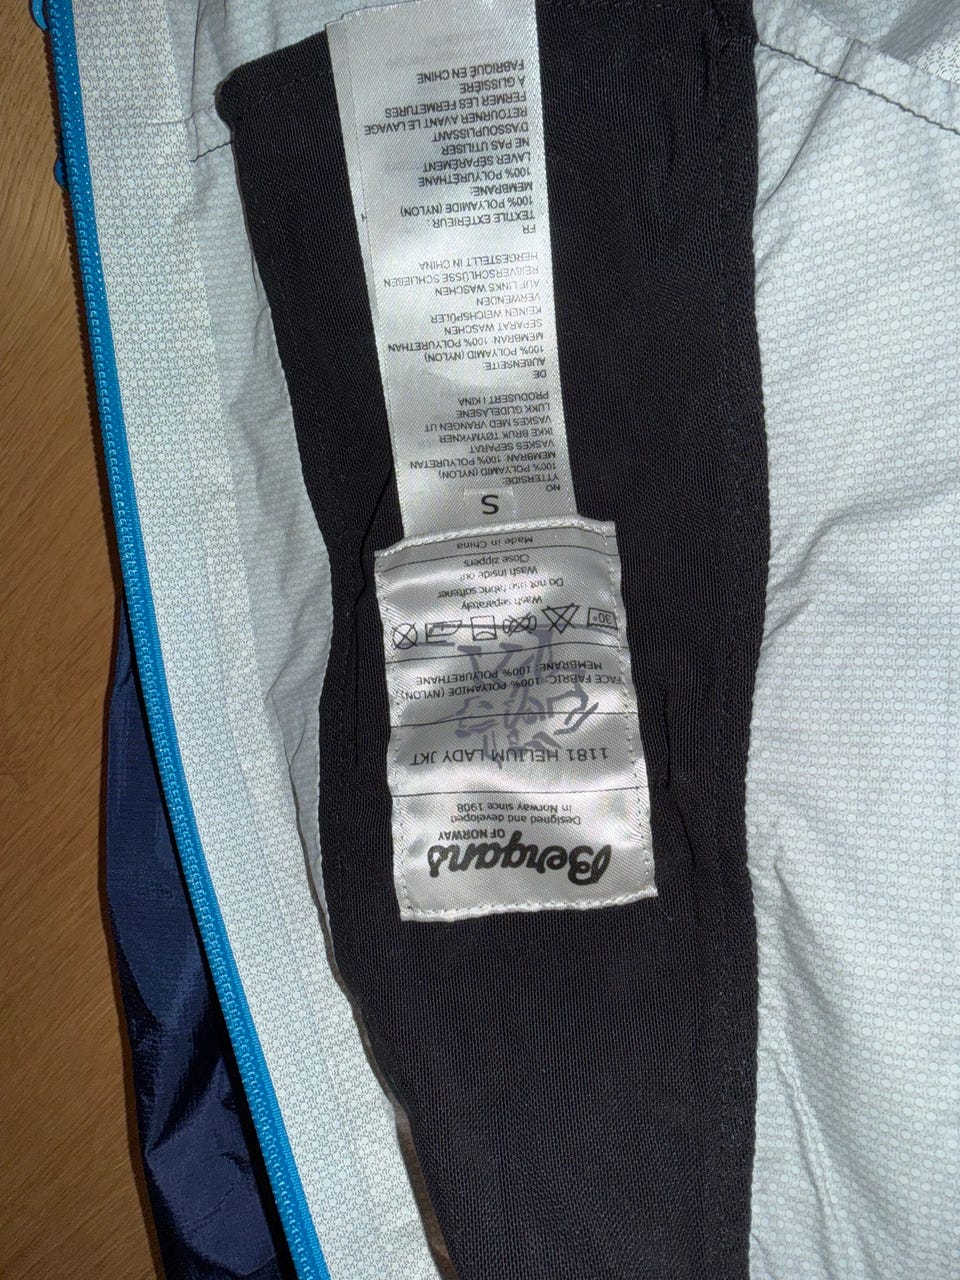 Bergans
OF NORWAY
Designed and developed
in Norway since 1908
1181 HELIUM LADY JKT
FACE FABRIC: 100% POLYAMIDE (NYLON)
MEMBRANE: 100% POLYURETHANE
30°
Wash separately
Do not use fabric softener
Wash inside out
Close zippers
Made in China
S
NO
YTTERSIDE:
100% POLYAMID (NYLON)
MEMBRAN: 100% POLYURETAN
VASKES SEPARAT
IKKE BRUK TØYMYKNER
VASKES MED VRANGEN UT
LUKK GLIDELÅSENE
PRODUSERT I KINA
DE
AUßENSEITE:
100% POLYAMID (NYLON)
MEMBRAN: 100% POLYURETHAN
SEPARAT WASCHEN
KEINEN WEICHSPÜLER
VERWENDEN
AUF LINKS WASCHEN
REIßVERSCHLÜSSE SCHLIEßEN
HERGESTELLT IN CHINA
FR
TEXTILE EXTÉRIEUR:
100% POLYAMIDE (NYLON)
MEMBRANE:
100% POLYURETHANE
LAVER SÉPARÉMENT
NE PAS UTILISER
D'ASSOUPLISSANT
RETOURNER AVANT LE LAVAGE
FERMER LES FERMETURES
À GLISSIÈRE
FABRIQUÉ EN CHINE